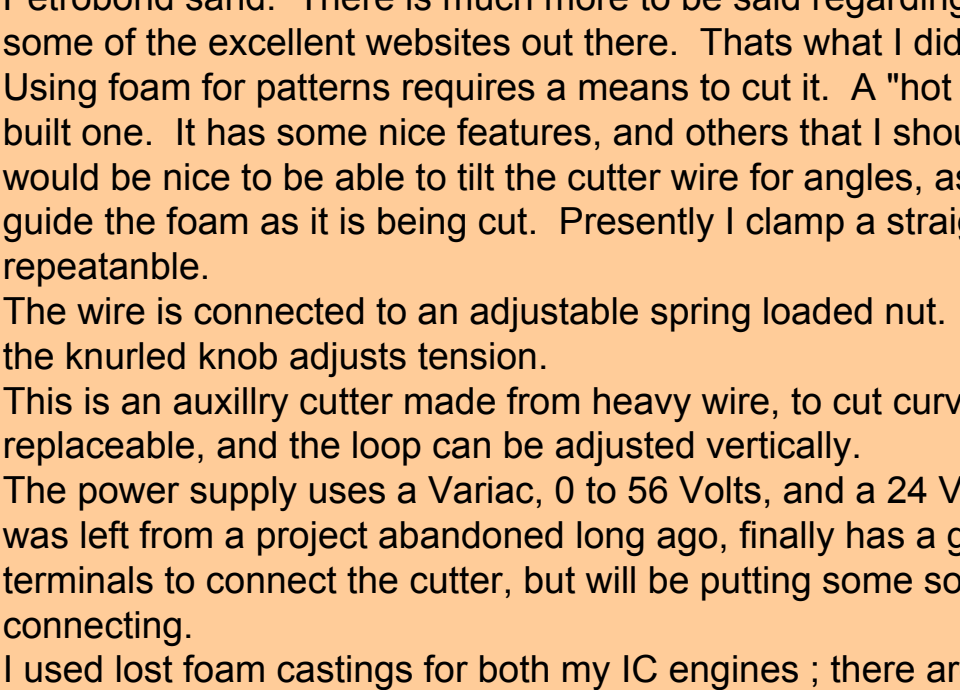 Petrobond sand.  There is much more to be said regarding
some of the excellent websites out there.  Thats what I did
Using foam for patterns requires a means to cut it.  A "hot
built one.  It has some nice features, and others that I shou
would be nice to be able to tilt the cutter wire for angles, as
guide the foam as it is being cut.  Presently I clamp a straig
repeatanble.
The wire is connected to an adjustable spring loaded nut.
the knurled knob adjusts tension.
This is an auxillry cutter made from heavy wire, to cut curv
replaceable, and the loop can be adjusted vertically.
The power supply uses a Variac, 0 to 56 Volts, and a 24 V
was left from a project abandoned long ago, finally has a g
terminals to connect the cutter, but will be putting some so
connecting.
I used lost foam castings for both my IC engines ; there ar